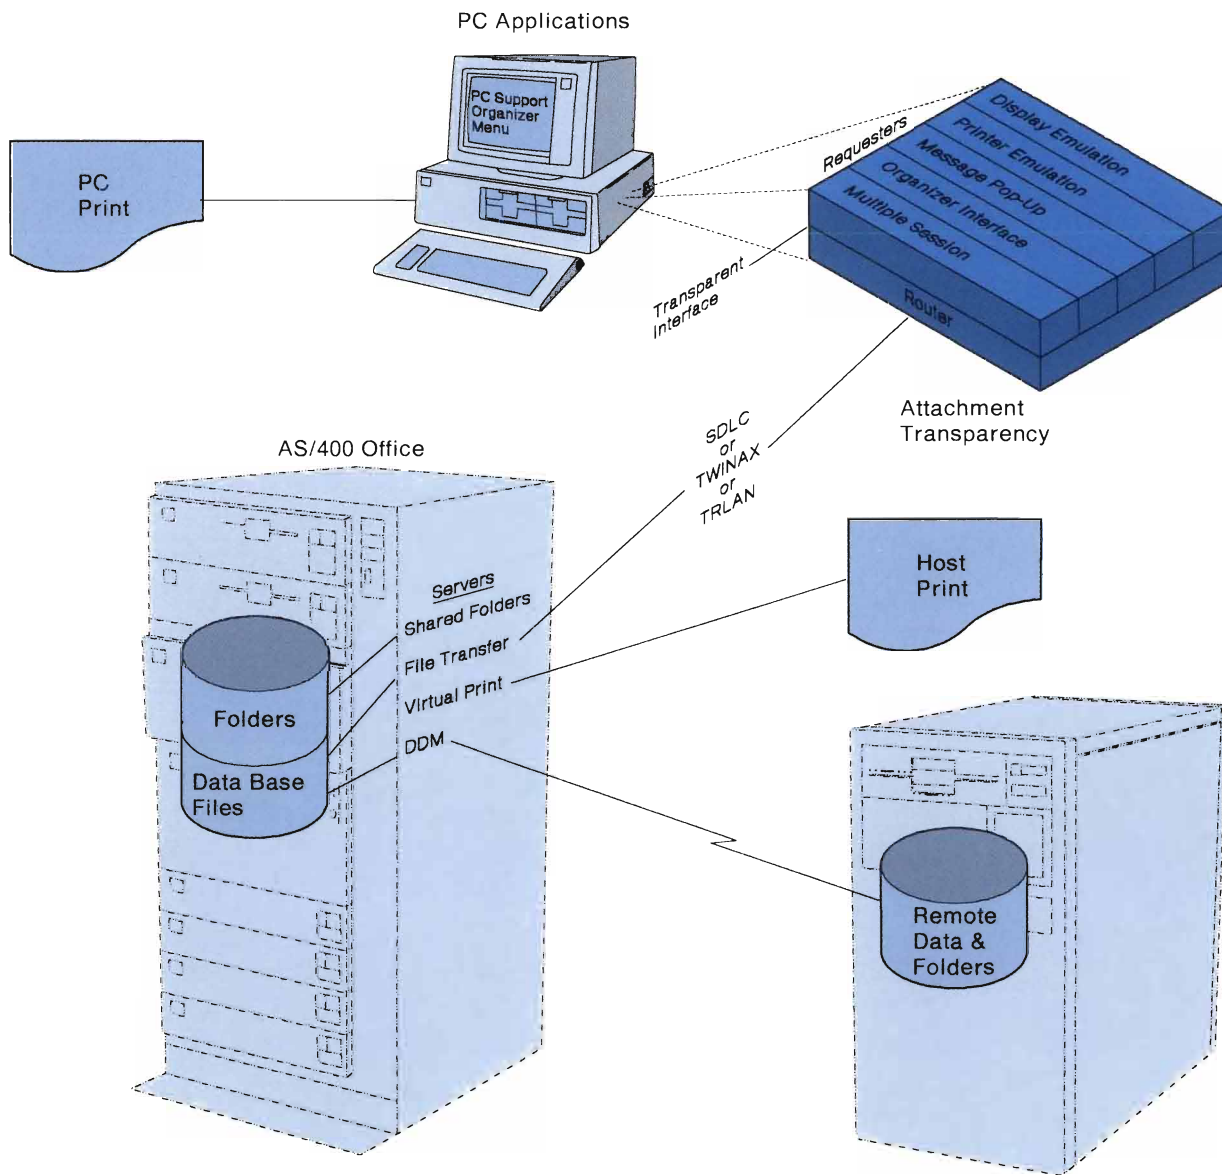 PC Applications
PC Support
Organizer
Menu
PC
Print
Requesters
Display Emulation
Printer Emulation
Message Pop-Up
Organizer Interface
Multiple Session
Router
Transparent
Interface
Attachment
Transparency
SDLC
or
TWINAX
or
TRLAN
AS/400 Office
Servers
Shared Folders
File Transfer
Virtual Print
DDM
Folders
Data Base
Files
Host
Print
Remote
Data &
Folders